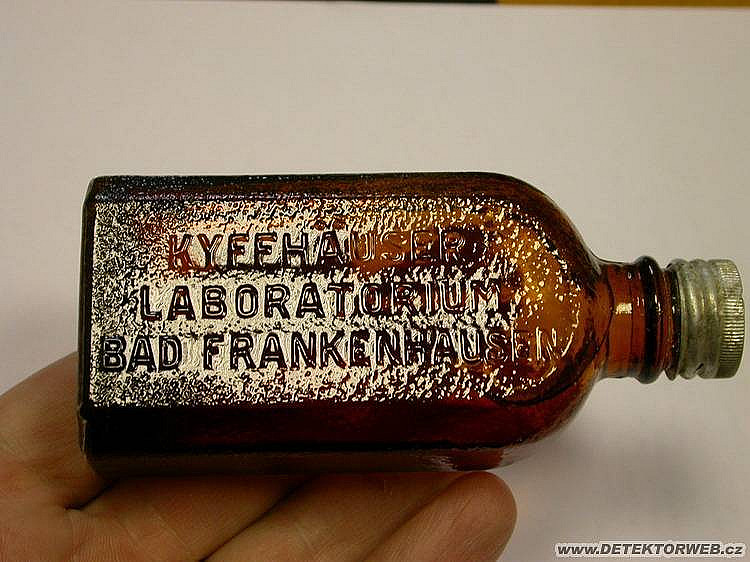 KYFFHÄUSER
LABORATORIUM
BAD FRANKENHAUSEN
www.DETEKTORWEB.cz